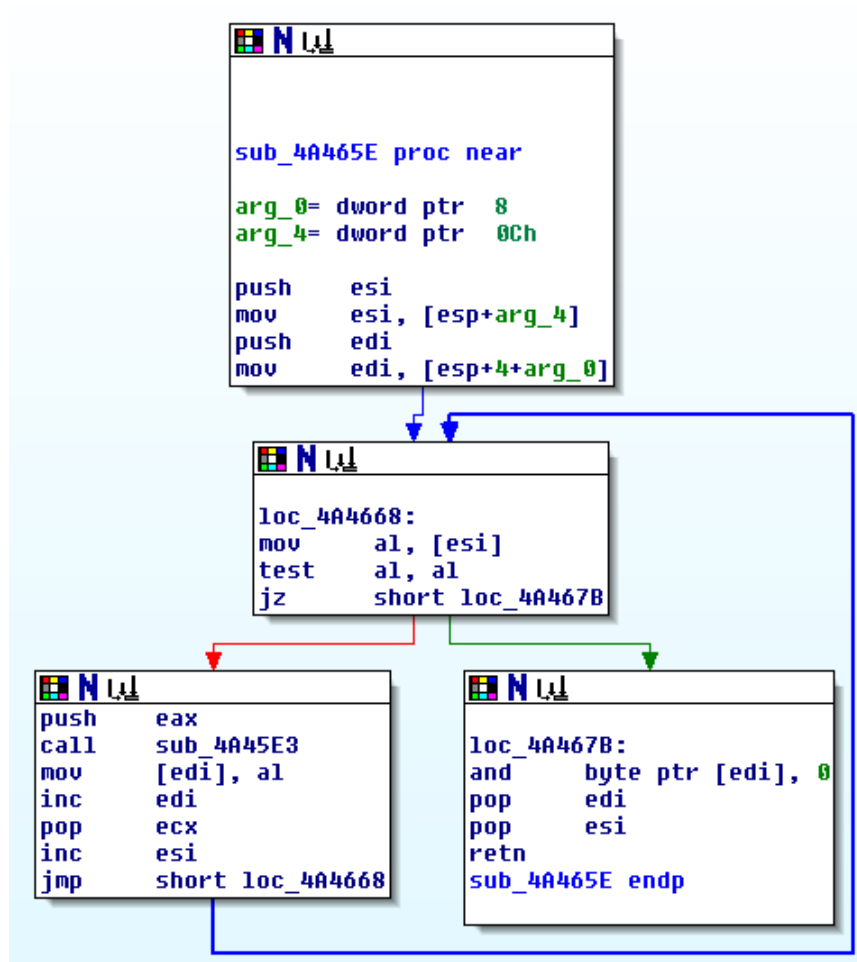 N
sub_4A465E proc near
arg_0= dword ptr 8
arg_4= dword ptr 0Ch
push esi
mov esi, [esp+arg_4]
push edi
mov edi, [esp+4+arg_0]
N
loc_4A4668:
mov al, [esi]
test al, al
jz short loc_4A467B
N
push eax
call sub_4A45E3
mov [edi], al
inc edi
pop ecx
inc esi
jmp short loc_4A4668
N
loc_4A467B:
and byte ptr [edi], 0
pop edi
pop esi
retn
sub_4A465E endp